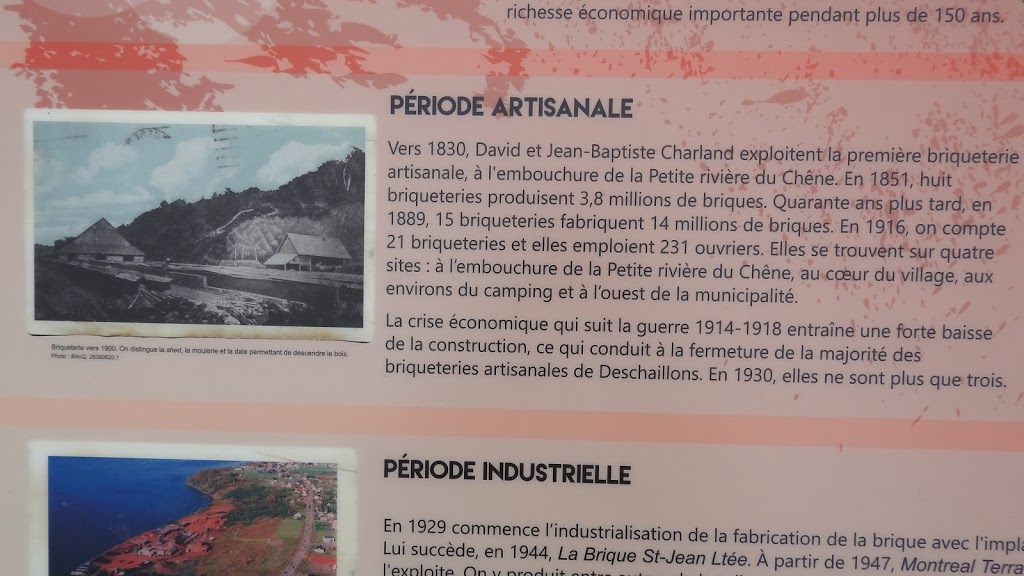 richesse économique importante pendant plus de 150 ans.
PÉRIODE ARTISANALE
Vers 1830, David et Jean-Baptiste Charland exploitent la première briqueterie
artisanale, à l'embouchure de la Petite rivière du Chêne. En 1851, huit
briqueteries produisent 3,8 millions de briques. Quarante ans plus tard, en
1889, 15 briqueteries fabriquent 14 millions de briques. En 1916, on compte
21 briqueteries et elles emploient 231 ouvriers. Elles se trouvent sur quatre
sites : à l'embouchure de la Petite rivière du Chêne, au cœur du village, aux
environs du camping et à l'ouest de la municipalité.
La crise économique qui suit la guerre 1914-1918 entraîne une forte baisse
de la construction, ce qui conduit à la fermeture de la majorité des
briqueteries artisanales de Deschaillons. En 1930, elles ne sont plus que trois.
Briqueterie vers 1900. On distingue la shed, la moulerie et la dale permettant de descendre le bois.
Photo : BAnQ,
PÉRIODE INDUSTRIELLE
En 1929 commence l'industrialisation de la fabrication de la brique avec l'impla
Lui succède, en 1944, La Brique St-Jean Ltée. À partir de 1947, Montreal Terra
l'exploite. On y produit entre autres